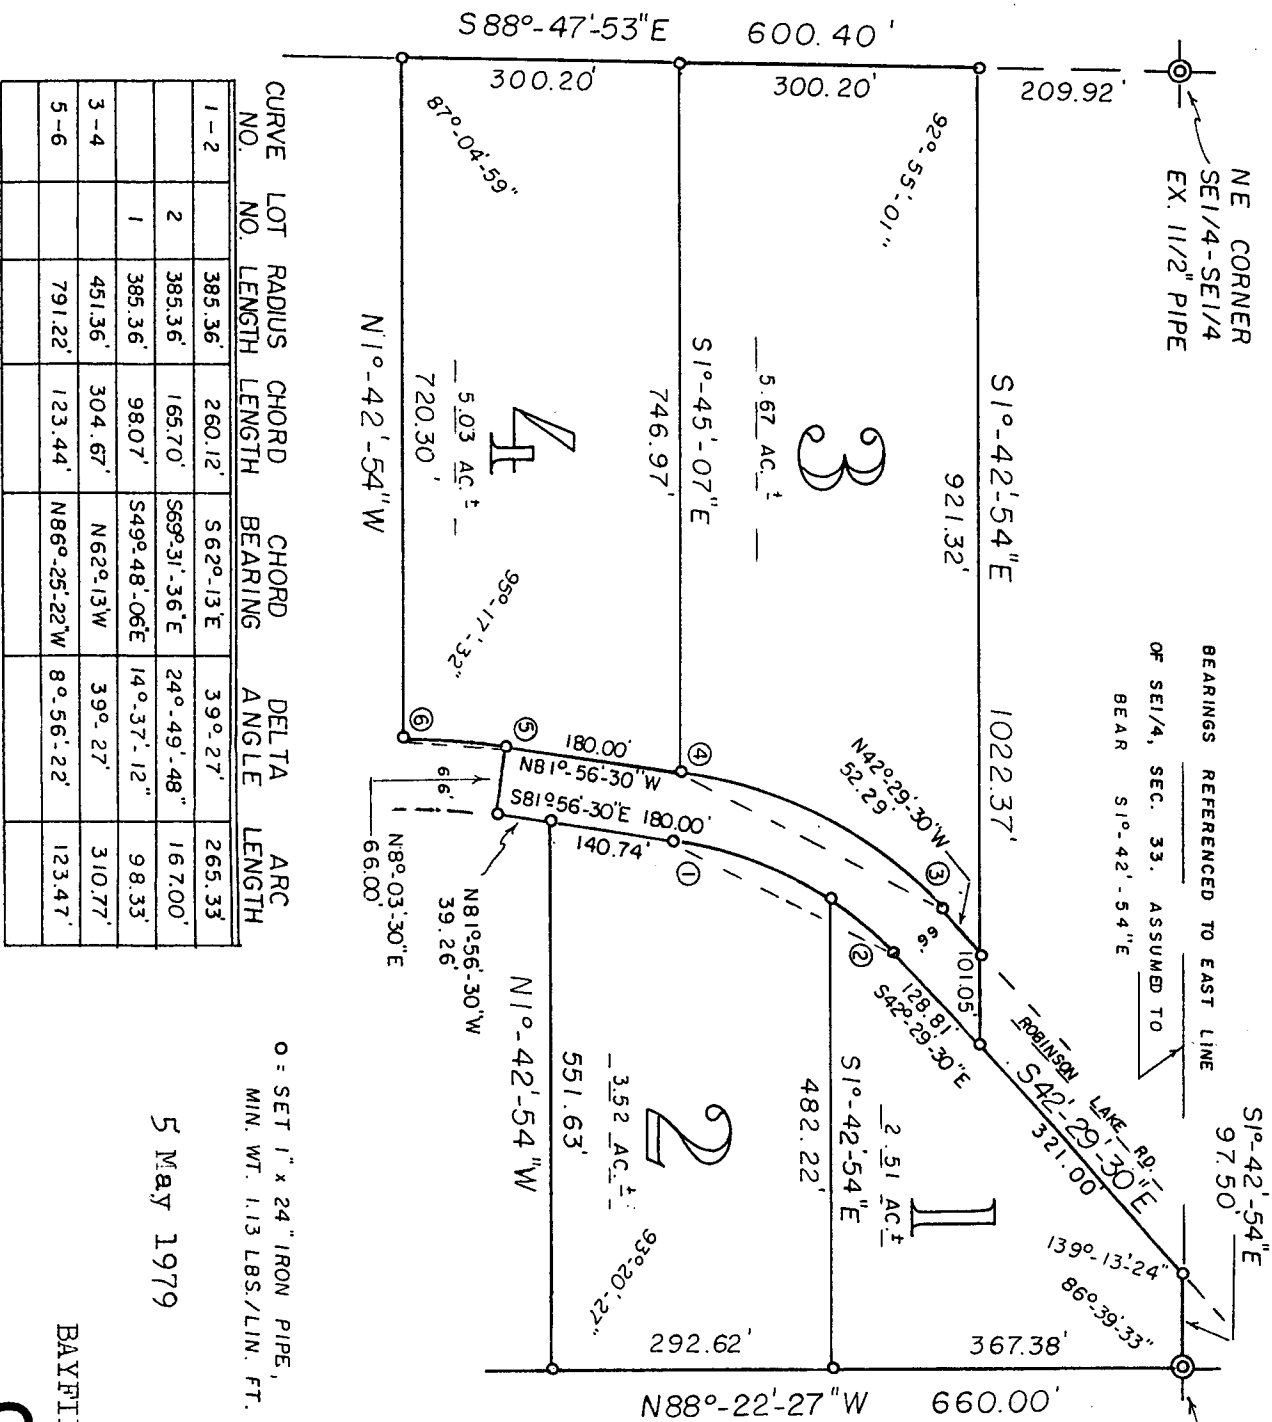 S88°-47'-53"E 600.40'
300.20'
300.20'
209.92'
NE CORNER
SE1/4-SE1/4
EX. 11/2" PIPE
87°-04'-59"
92°-55'-01"
S1°-42'-54"E
921.32'
1022.37'
3
5.67 AC.±
S1°-45'-07"E
746.97'
4
5.03 AC.±
720.30'
N1°-42'-54"W
95°-17'-32"
BEARINGS REFERENCED TO EAST LINE
OF SE1/4, SEC. 33. ASSUMED TO
BEAR S1°-42'-54"E
6
5
4
3
180.00'
N81°-56'-30"W
S81°56'-30"E 180.00'
140.74'
1
2
N42°-29'-30"W
52.29'
66'
66'
N8°-03'-30"E
66.00'
N81°56'-30"W
39.26'
101.05'
128.81'
S42°-29'-30"E
ROBINSON LAKE RD.
S42'-29'-30"E
321.00'
S1°-42'-54"E
97.50'
139°-13'-24"
86°-39'-33"
1
2.51 AC.±
S1°-42'-54"E
482.22'
2
3.52 AC.±
551.63'
N1°-42'-54"W
93°-20'-27"
292.62'
367.38'
N88°-22'-27"W 660.00'
CURVE NO. LOT NO. RADIUS LENGTH CHORD LENGTH CHORD BEARING DELTA ANGLE ARC LENGTH
1-2 385.36' 260.12' S62°-13'E 39°-27' 265.33'
2 385.36' 165.70' S69°-31'-36"E 24°-49'-48" 167.00'
1 385.36' 98.07' S49°-48'-06"E 14°-37'-12" 98.33'
3-4 451.36' 304.67' N62°-13'W 39°-27' 310.77'
5-6 791.22' 123.44' N86°-25'-22"W 8°-56'-22" 123.47'
O = SET 1" x 24" IRON PIPE,
MIN. WT. 1.13 LBS./LIN. FT.
5 May 1979